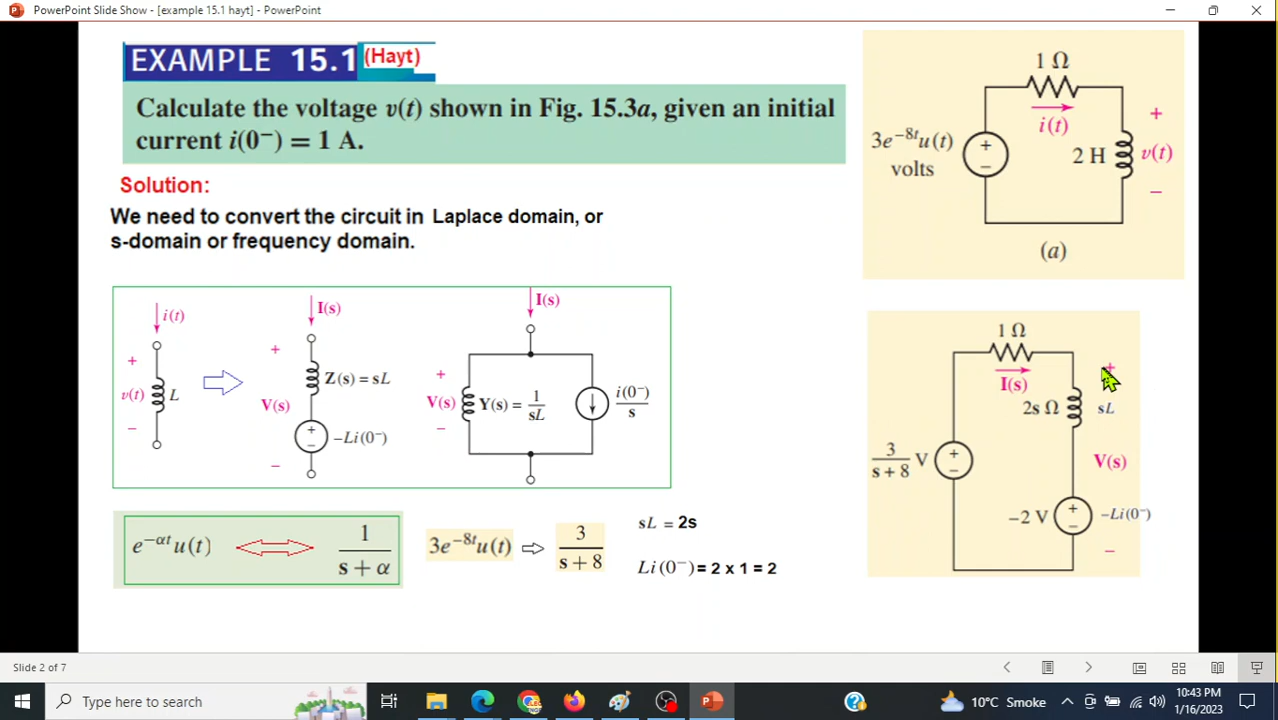 PowerPoint Slide Show - [example 15.1 hayt] - PowerPoint
EXAMPLE 15.1 (Hayt)
Calculate the voltage v(t) shown in Fig. 15.3a, given an initial
current i(0⁻) = 1 A.
Solution:
We need to convert the circuit in Laplace domain, or
s-domain or frequency domain.
1 Ω
i(t)
3e⁻⁸ᵗu(t)
volts
+
−
2 H
+
v(t)
−
(a)
i(t)
+
v(t)
−
L
I(s)
+
V(s)
−
Z(s) = sL
+
−
−Li(0⁻)
I(s)
+
V(s)
−
Y(s) = 1/sL
i(0⁻)/s
1 Ω
I(s)
2s Ω
sL
+
V(s)
−
3/(s + 8) V
+
−
−2 V
+
−
−Li(0⁻)
e^−αt u(t)
1/(s + α)
3e⁻⁸ᵗu(t) ⇨ 3/(s + 8)
sL = 2s
Li(0⁻) = 2 x 1 = 2
Slide 2 of 7
Type here to search
10°C Smoke
10:43 PM
1/16/2023